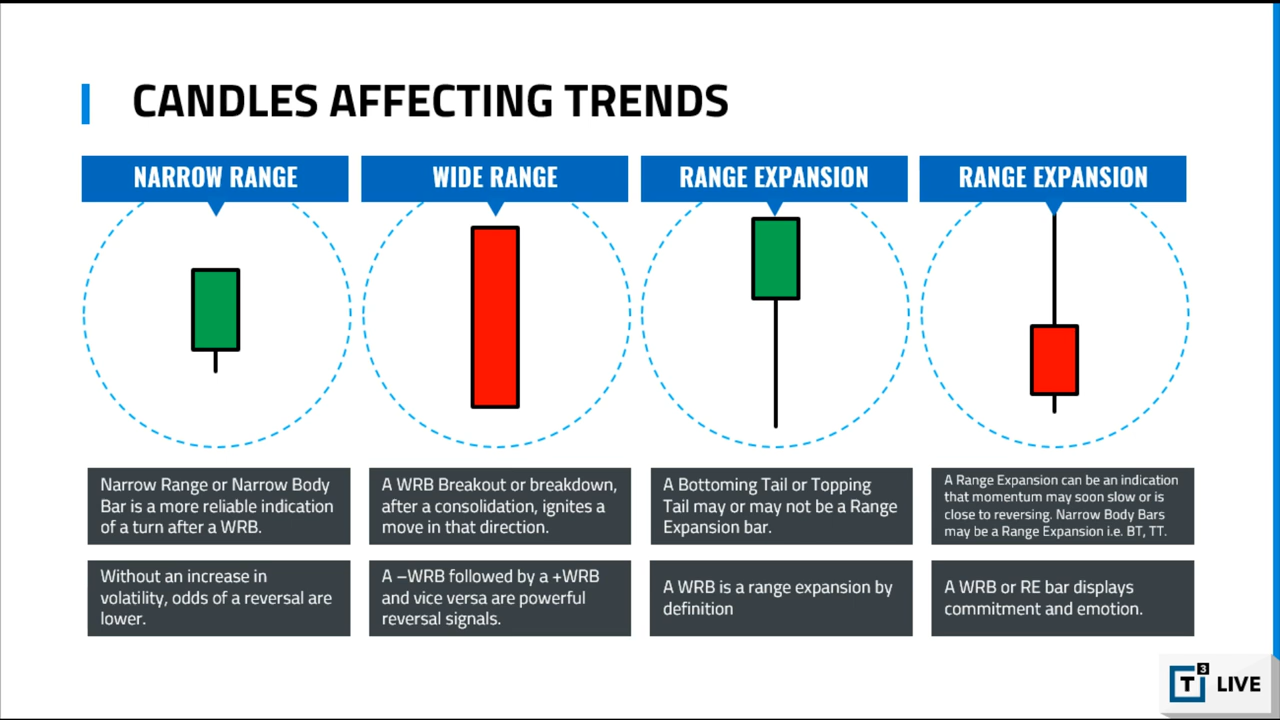 CANDLES AFFECTING TRENDS
NARROW RANGE
WIDE RANGE
RANGE EXPANSION
RANGE EXPANSION
Narrow Range or Narrow Body
Bar is a more reliable indication
of a turn after a WRB.
A WRB Breakout or breakdown,
after a consolidation, ignites a
move in that direction.
A Bottoming Tail or Topping
Tail may or may not be a Range
Expansion bar.
A Range Expansion can be an indication
that momentum may soon slow or is
close to reversing. Narrow Body Bars
may be a Range Expansion i.e. BT, TT.
Without an increase in
volatility, odds of a reversal are
lower.
A –WRB followed by a +WRB
and vice versa are powerful
reversal signals.
A WRB is a range expansion by
definition
A WRB or RE bar displays
commitment and emotion.
T3 LIVE